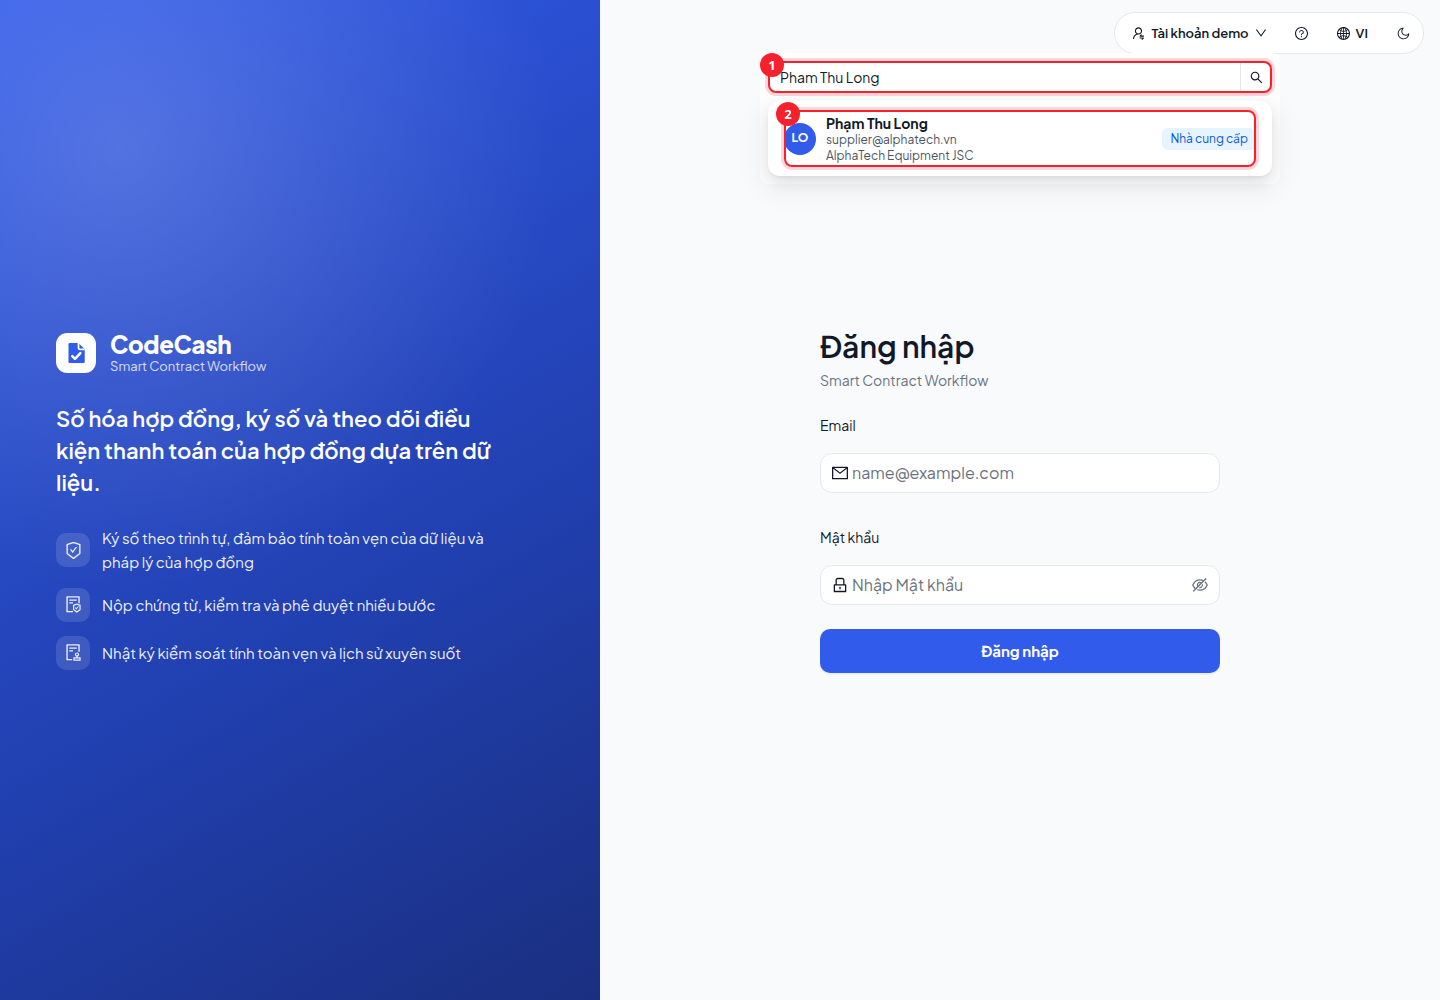 Tài khoản demo
VI
1
Pham Thu Long
2
LO
Phạm Thu Long
supplier@alphatech.vn
AlphaTech Equipment JSC
Nhà cung cấp
CodeCash
Smart Contract Workflow
Số hóa hợp đồng, ký số và theo dõi điều
kiện thanh toán của hợp đồng dựa trên dữ
liệu.
Ký số theo trình tự, đảm bảo tính toàn vẹn của dữ liệu và
pháp lý của hợp đồng
Nộp chứng từ, kiểm tra và phê duyệt nhiều bước
Nhật ký kiểm soát tính toàn vẹn và lịch sử xuyên suốt
Đăng nhập
Smart Contract Workflow
Email
name@example.com
Mật khẩu
Nhập Mật khẩu
Đăng nhập